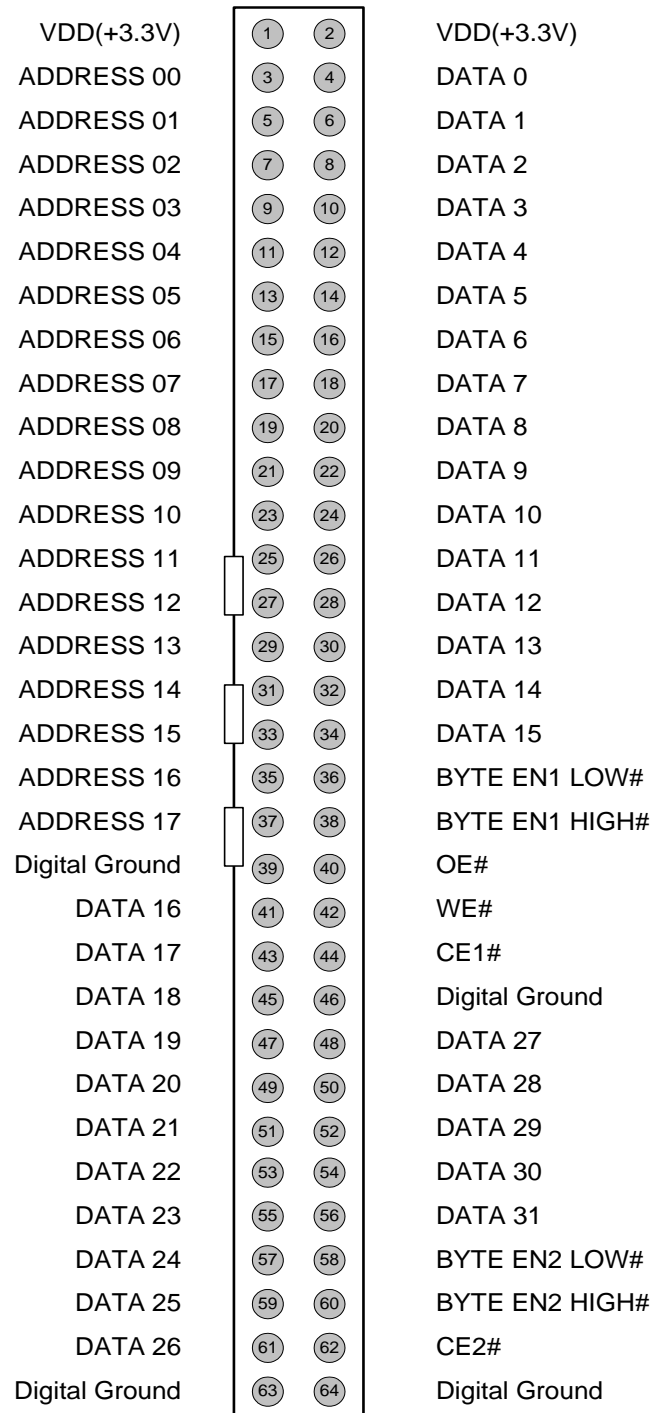 VDD(+3.3V) 1 2 VDD(+3.3V)
ADDRESS 00 3 4 DATA 0
ADDRESS 01 5 6 DATA 1
ADDRESS 02 7 8 DATA 2
ADDRESS 03 9 10 DATA 3
ADDRESS 04 11 12 DATA 4
ADDRESS 05 13 14 DATA 5
ADDRESS 06 15 16 DATA 6
ADDRESS 07 17 18 DATA 7
ADDRESS 08 19 20 DATA 8
ADDRESS 09 21 22 DATA 9
ADDRESS 10 23 24 DATA 10
ADDRESS 11 25 26 DATA 11
ADDRESS 12 27 28 DATA 12
ADDRESS 13 29 30 DATA 13
ADDRESS 14 31 32 DATA 14
ADDRESS 15 33 34 DATA 15
ADDRESS 16 35 36 BYTE EN1 LOW#
ADDRESS 17 37 38 BYTE EN1 HIGH#
Digital Ground 39 40 OE#
DATA 16 41 42 WE#
DATA 17 43 44 CE1#
DATA 18 45 46 Digital Ground
DATA 19 47 48 DATA 27
DATA 20 49 50 DATA 28
DATA 21 51 52 DATA 29
DATA 22 53 54 DATA 30
DATA 23 55 56 DATA 31
DATA 24 57 58 BYTE EN2 LOW#
DATA 25 59 60 BYTE EN2 HIGH#
DATA 26 61 62 CE2#
Digital Ground 63 64 Digital Ground